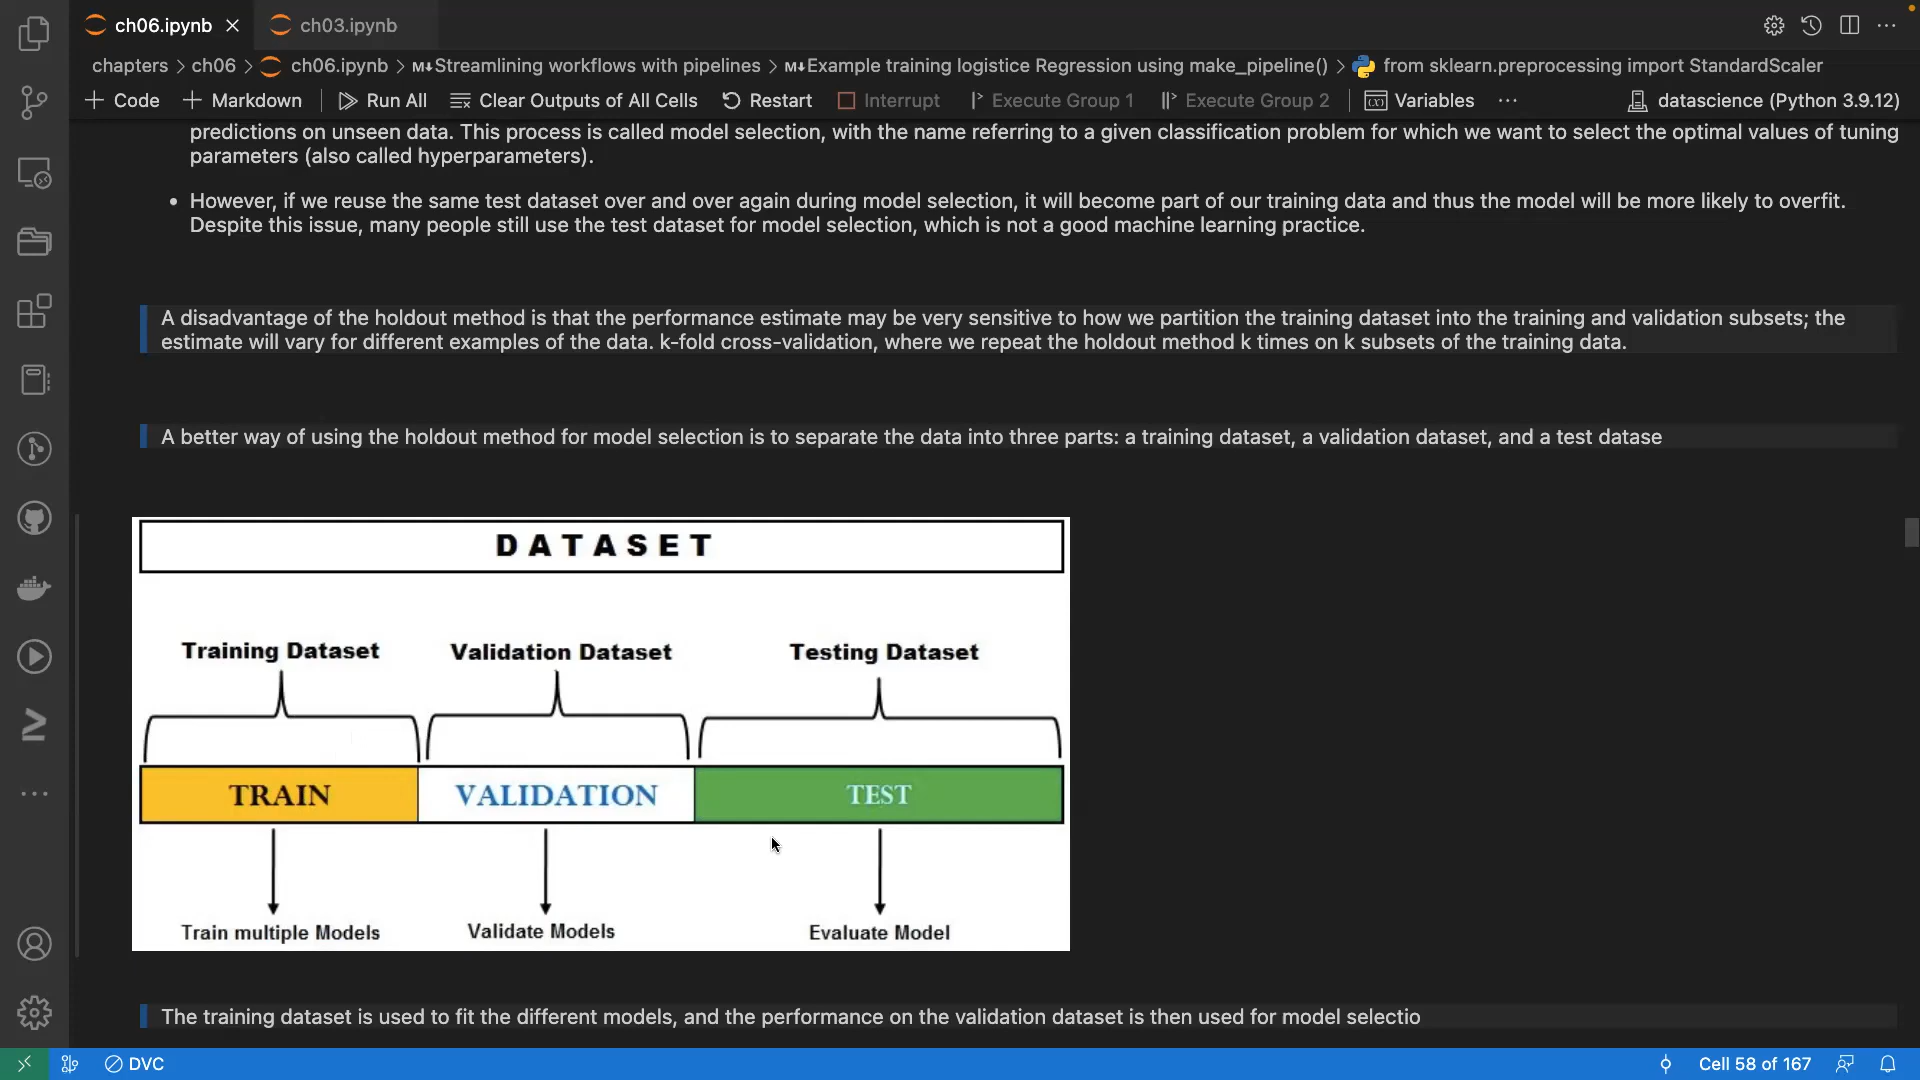 ch06.ipynb
ch03.ipynb
chapters > ch06 > ch06.ipynb > M↓Streamlining workflows with pipelines > M↓Example training logistice Regression using make_pipeline() > from sklearn.preprocessing import StandardScaler
+ Code + Markdown Run All Clear Outputs of All Cells Restart Interrupt Execute Group 1 Execute Group 2 Variables ... datascience (Python 3.9.12)
predictions on unseen data. This process is called model selection, with the name referring to a given classification problem for which we want to select the optimal values of tuning
parameters (also called hyperparameters).
• However, if we reuse the same test dataset over and over again during model selection, it will become part of our training data and thus the model will be more likely to overfit.
Despite this issue, many people still use the test dataset for model selection, which is not a good machine learning practice.
A disadvantage of the holdout method is that the performance estimate may be very sensitive to how we partition the training dataset into the training and validation subsets; the
estimate will vary for different examples of the data. k-fold cross-validation, where we repeat the holdout method k times on k subsets of the training data.
A better way of using the holdout method for model selection is to separate the data into three parts: a training dataset, a validation dataset, and a test datase
DATASET
Training Dataset Validation Dataset Testing Dataset
TRAIN VALIDATION TEST
Train multiple Models Validate Models Evaluate Model
The training dataset is used to fit the different models, and the performance on the validation dataset is then used for model selectio
DVC
Cell 58 of 167